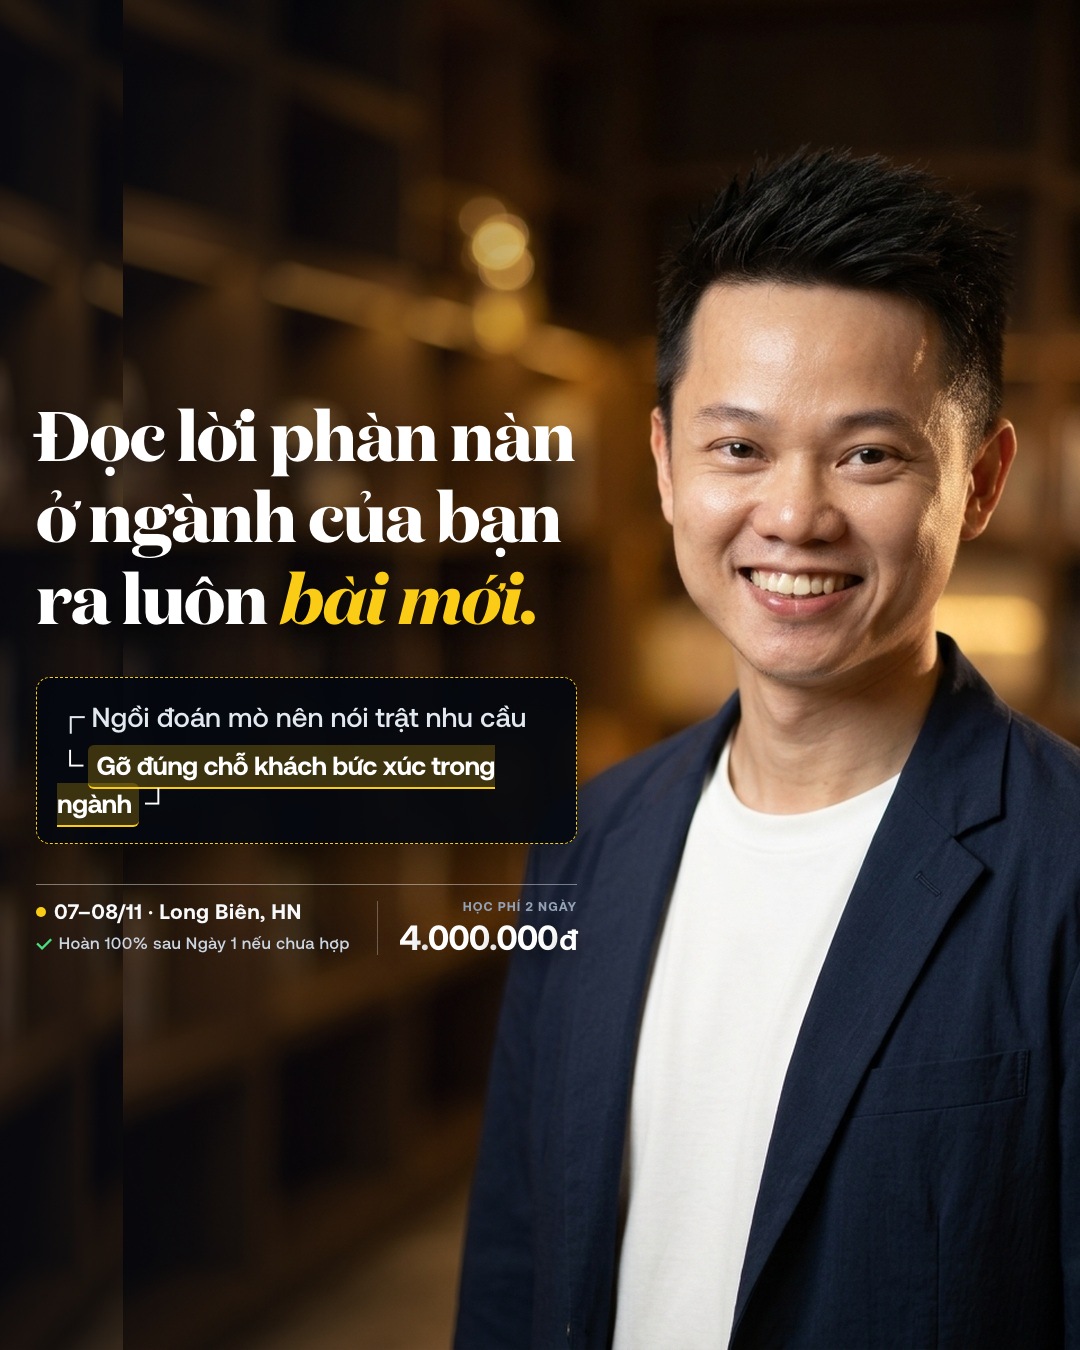 Đọc lời phàn nàn
ở ngành của bạn
ra luôn bài mới.
Ngồi đoán mò nên nói trật nhu cầu
Gỡ đúng chỗ khách bức xúc trong
ngành
07–08/11 · Long Biên, HN
Hoàn 100% sau Ngày 1 nếu chưa hợp
HỌC PHÍ 2 NGÀY
4.000.000đ